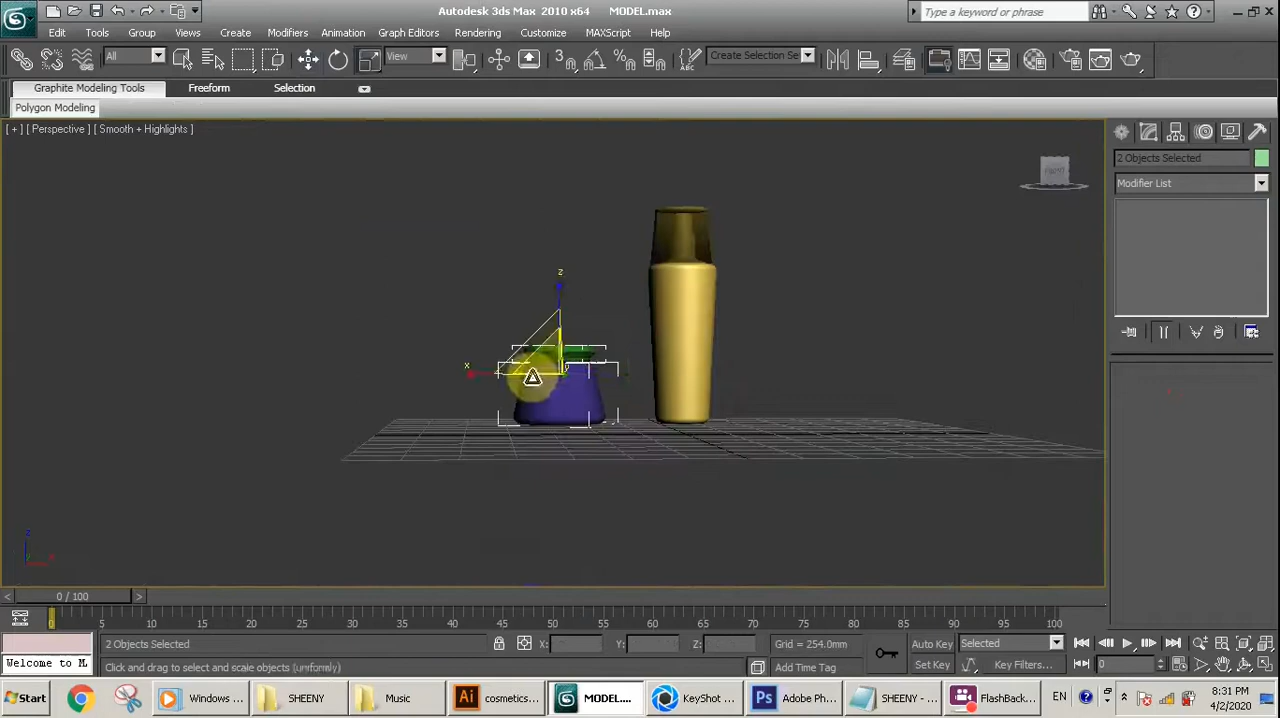 Autodesk 3ds Max 2010 x64 MODEL.max
Type a keyword or phrase
Edit Tools Group Views Create Modifiers Animation Graph Editors Rendering Customize MAXScript Help
All View Create Selection Se
Graphite Modeling Tools Freeform Selection
Polygon Modeling
[ + ] [ Perspective ] [ Smooth + Highlights ]
2 Objects Selected
Modifier List
z
x
z
x
0 / 100
0 5 10 15 20 25 30 35 40 45 50 55 60 65 70 75 80 85 90 95 100
2 Objects Selected X: Y: Z: Grid = 254.0mm Auto Key Selected
Welcome to M Click and drag to select and scale objects (uniformly) Add Time Tag Set Key Key Filters... 0
Start Windows... SHEENY Music cosmetics... MODEL.... KeyShot ... Adobe Ph... SHEENY -... FlashBack... EN 8:31 PM
4/2/2020